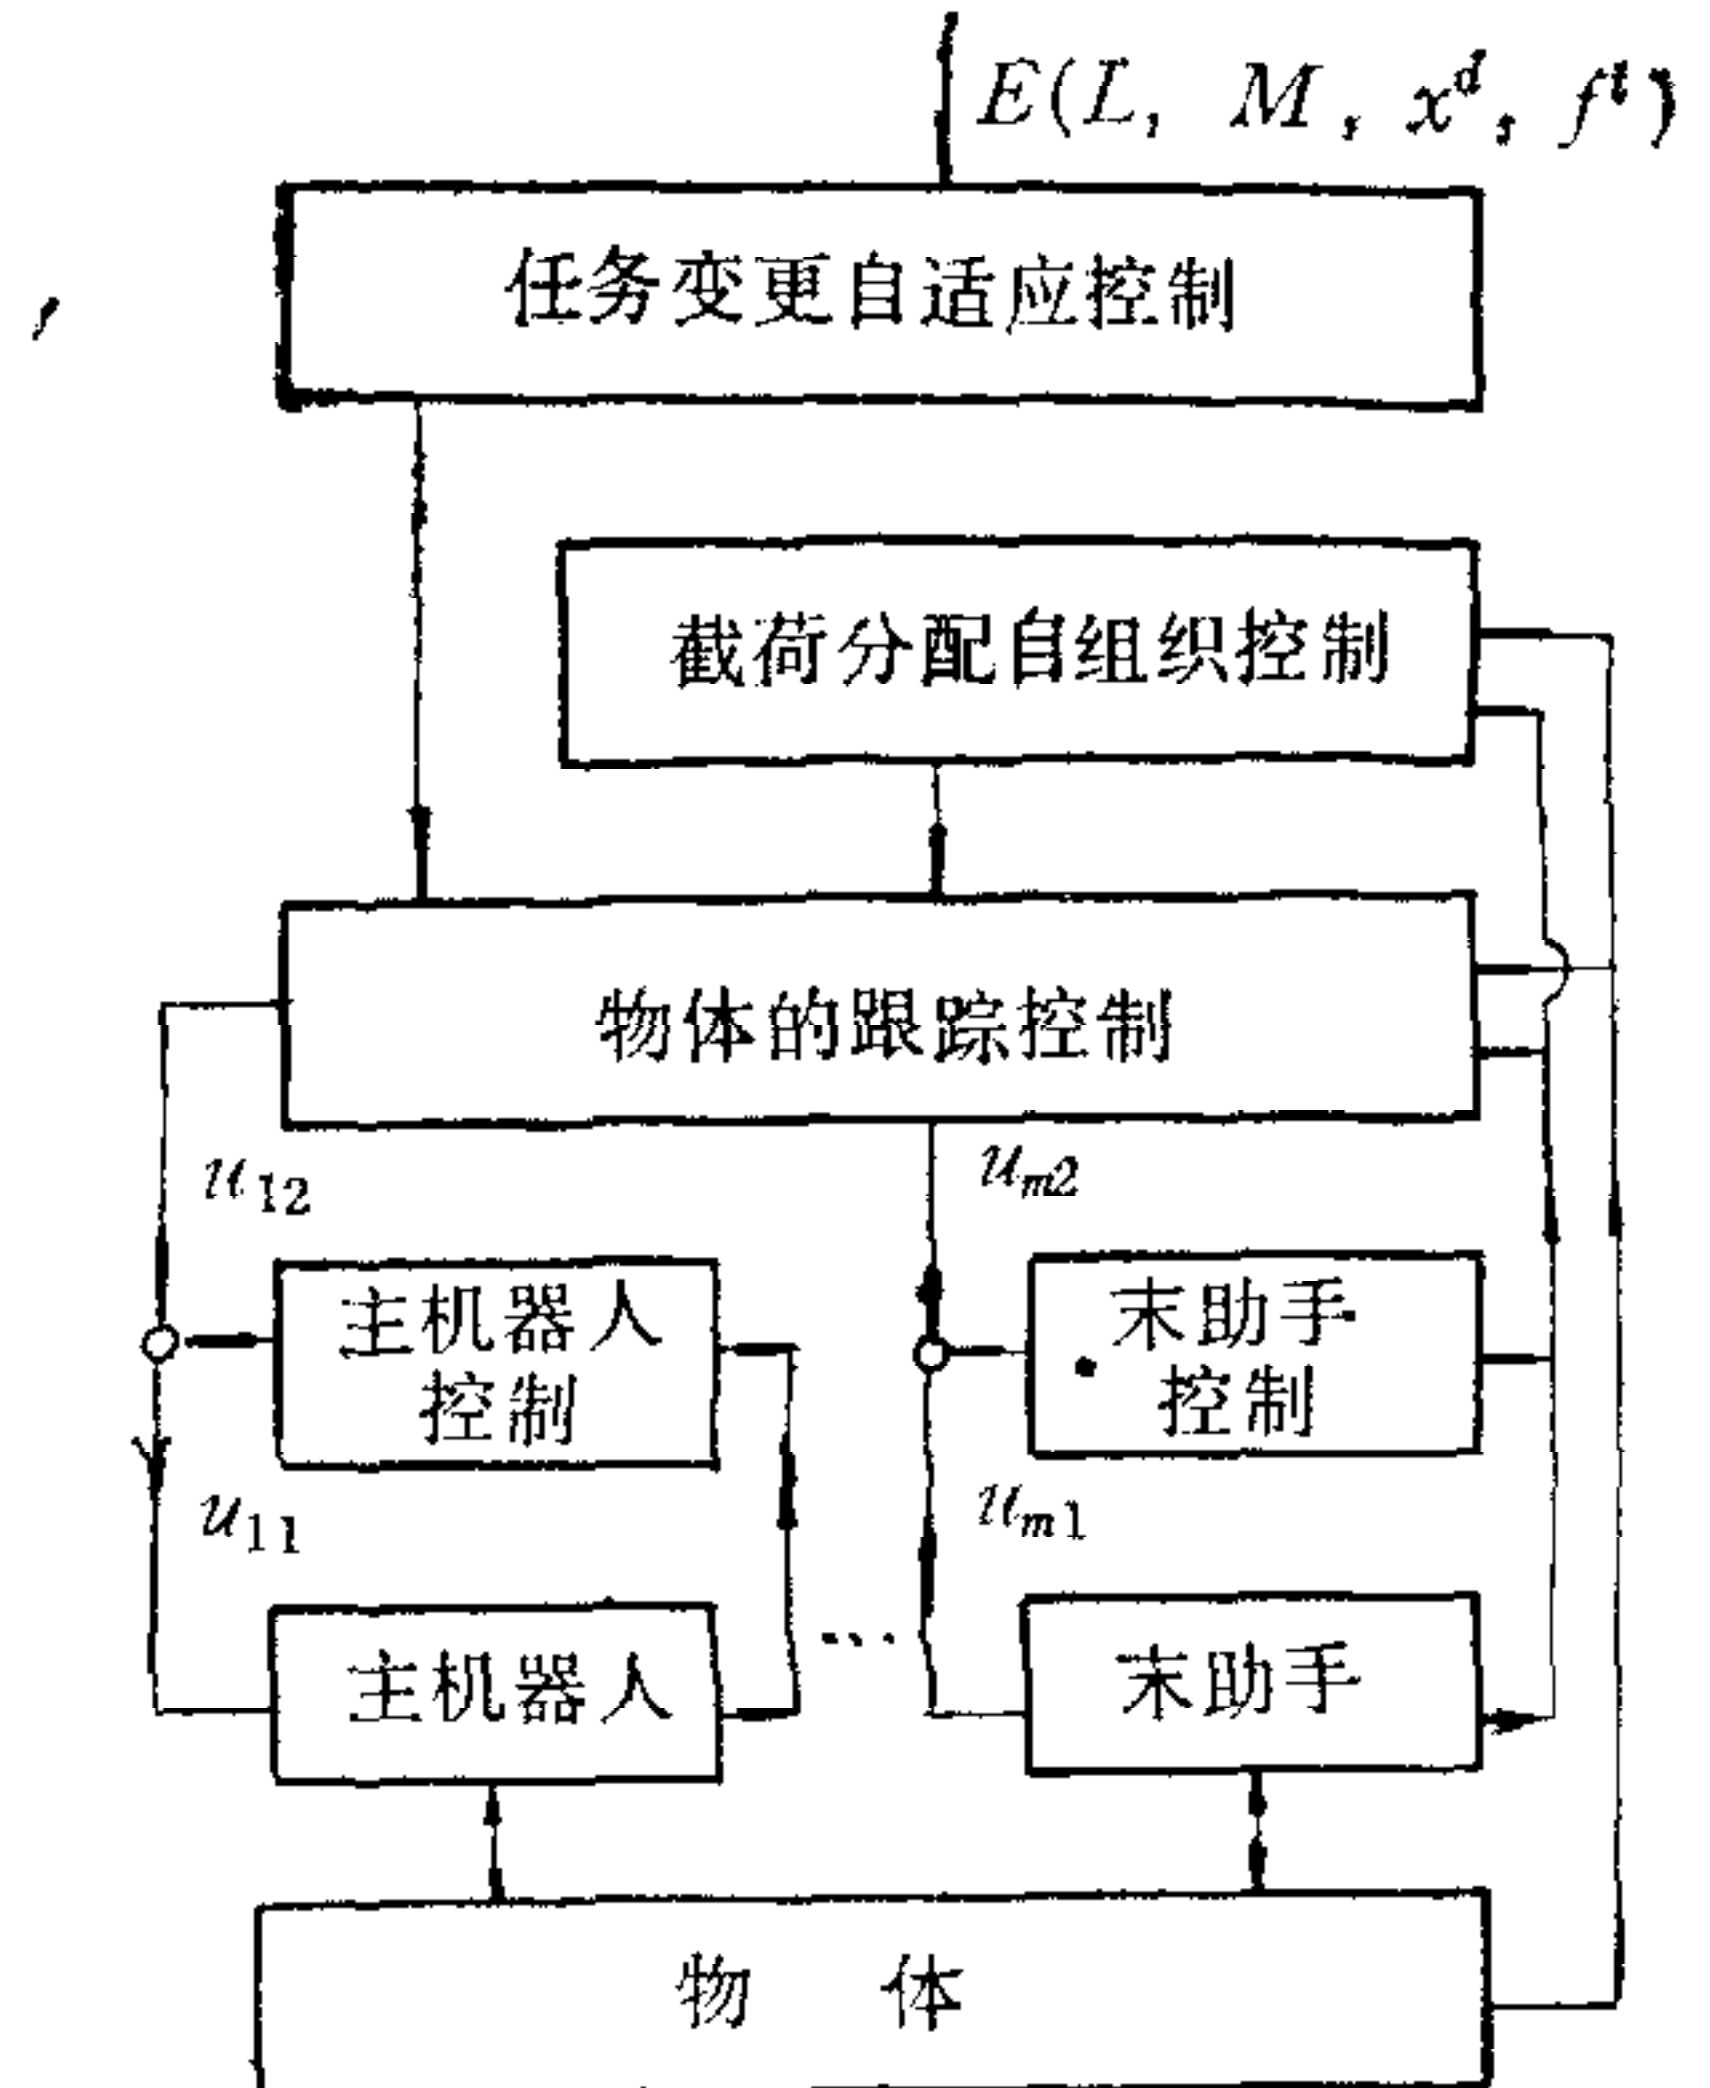 E(L, M, x^d, f^t)
任务变更自适应控制
截荷分配自组织控制
物体的跟踪控制
u12
um2
主机器人
控制
末助手
控制
u11
um1
主机器人
...
末助手
物 体